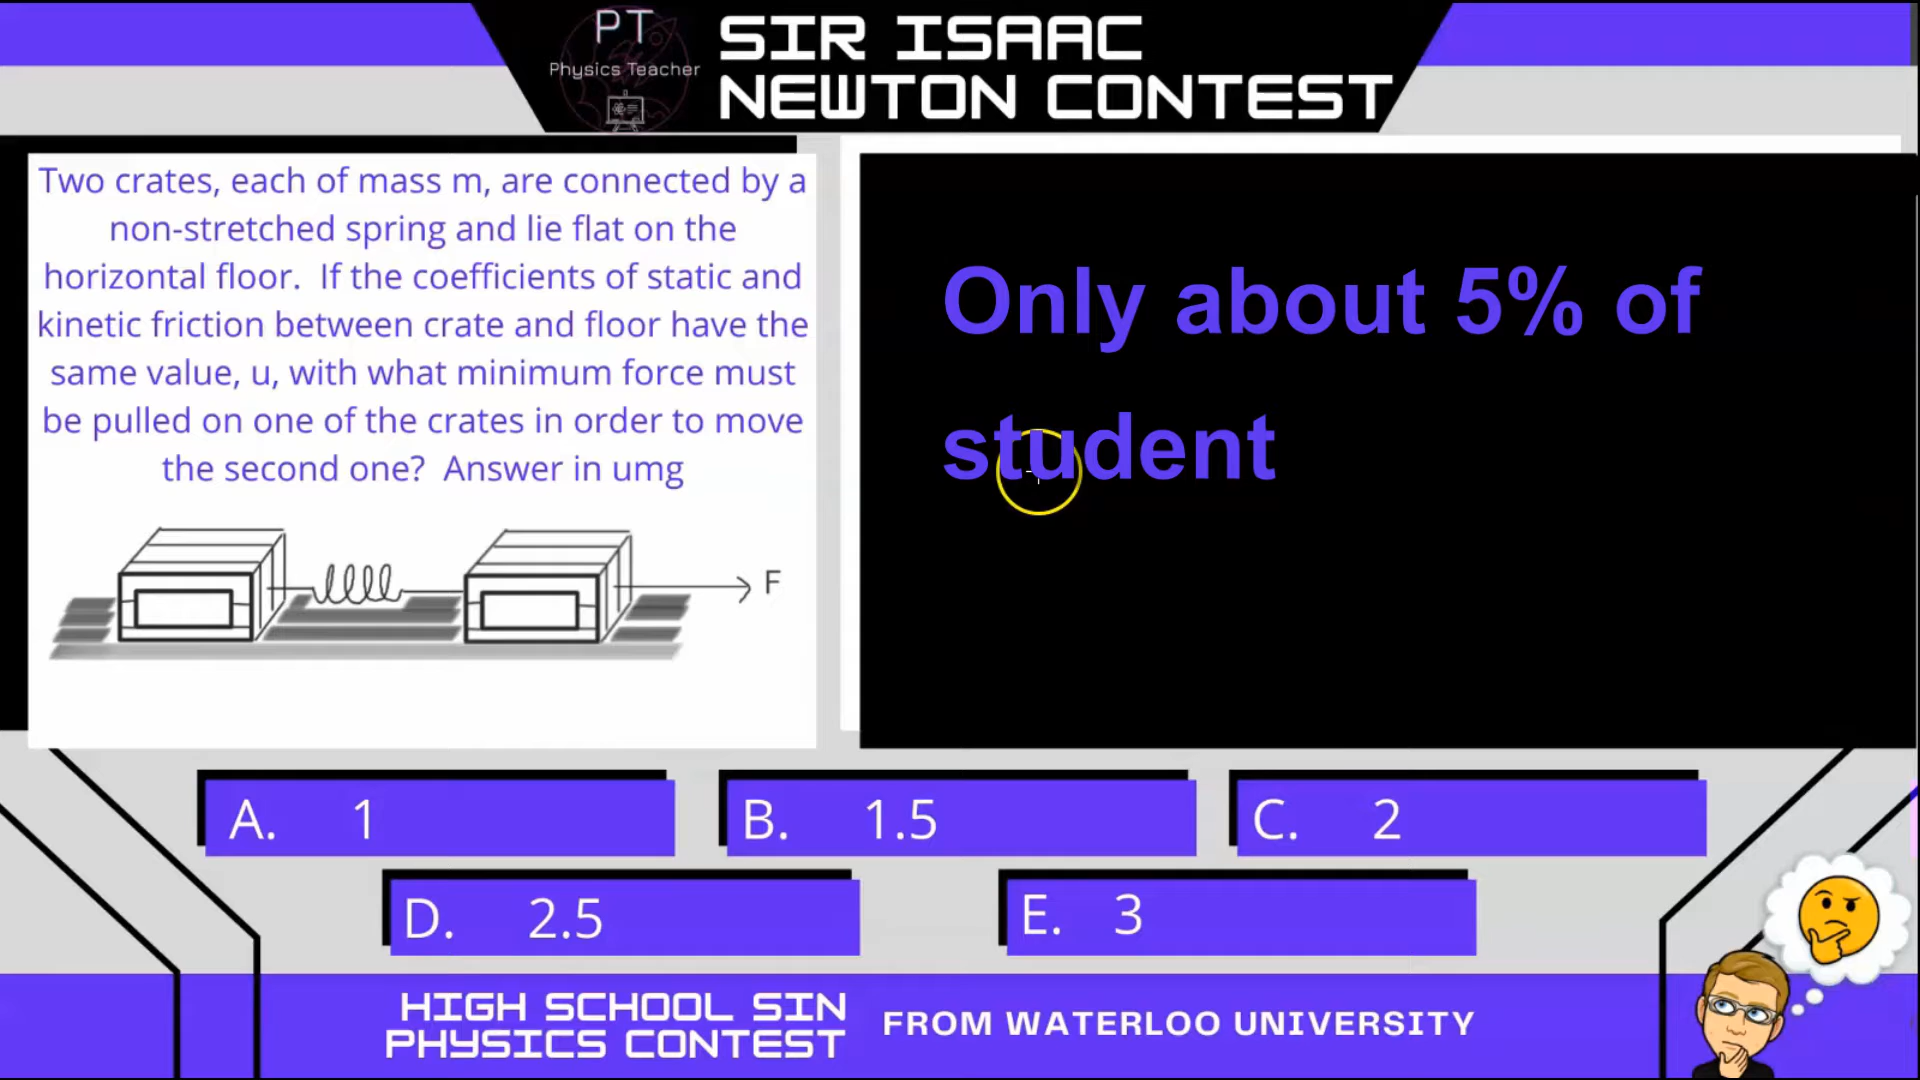 PT
Physics Teacher
SIR ISAAC
NEWTON CONTEST
Two crates, each of mass m, are connected by a
non-stretched spring and lie flat on the
horizontal floor. If the coefficients of static and
kinetic friction between crate and floor have the
same value, u, with what minimum force must
be pulled on one of the crates in order to move
the second one? Answer in umg
F
Only about 5% of
student
A. 1
B. 1.5
C. 2
D. 2.5
E. 3
HIGH SCHOOL SIN
PHYSICS CONTEST
FROM WATERLOO UNIVERSITY